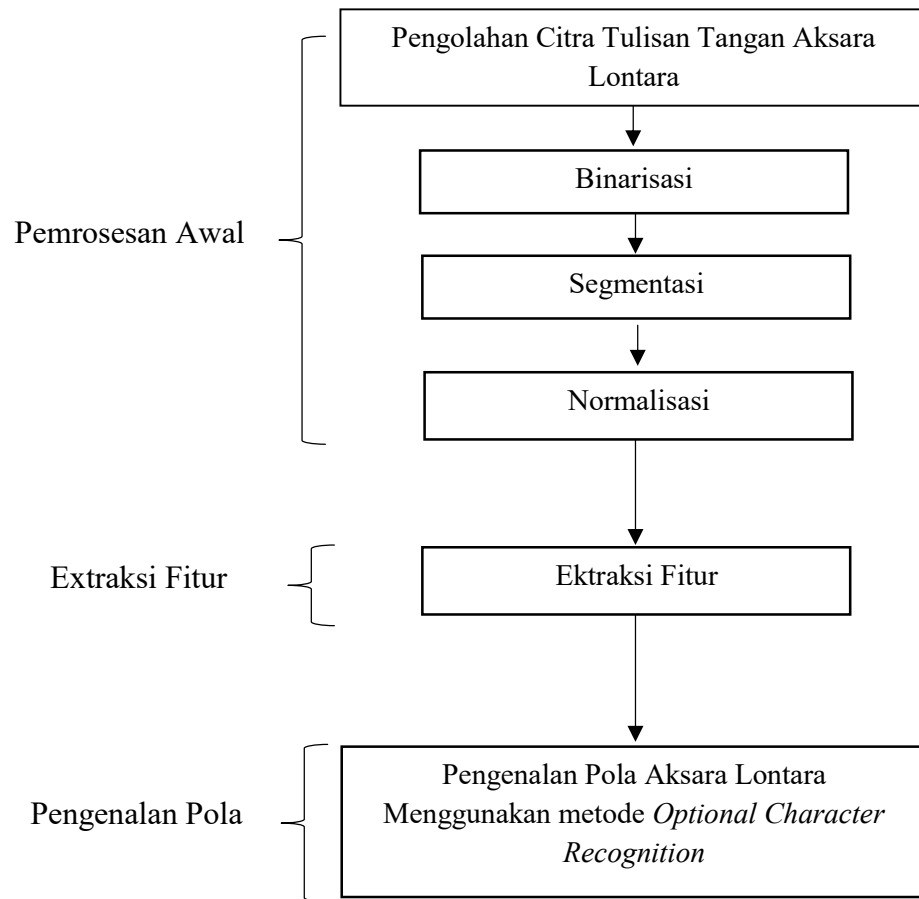 Pengolahan Citra Tulisan Tangan Aksara
Lontara
Binarisasi
Pemrosesan Awal
Segmentasi
Normalisasi
Extraksi Fitur
Ektraksi Fitur
Pengenalan Pola Aksara Lontara
Menggunakan metode Optional Character
Recognition
Pengenalan Pola